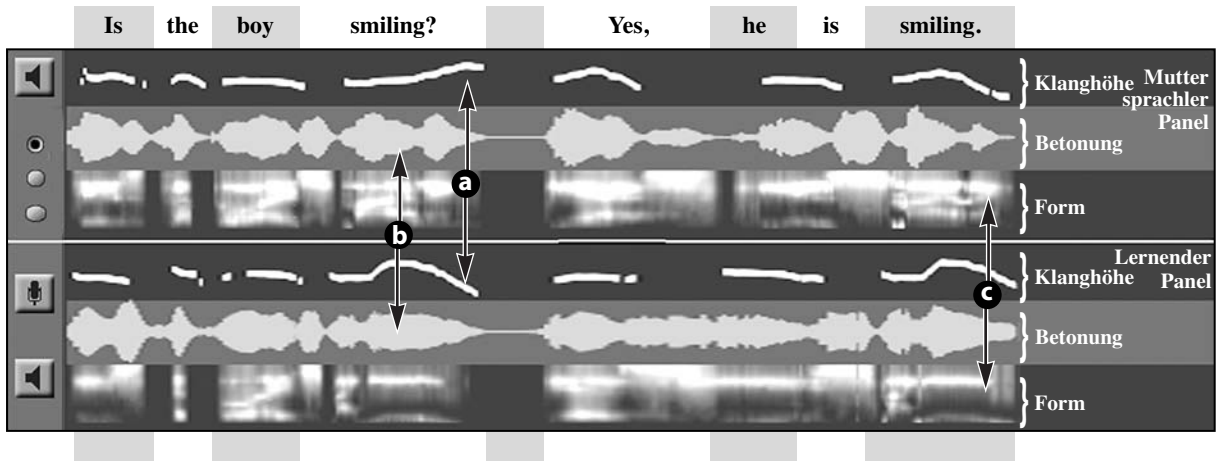 Is the boy smiling? Yes, he is smiling.
Klanghöhe Mutter
sprachler
Panel
Betonung
a
Form
b
Lernender
Klanghöhe Panel
c
Betonung
Form